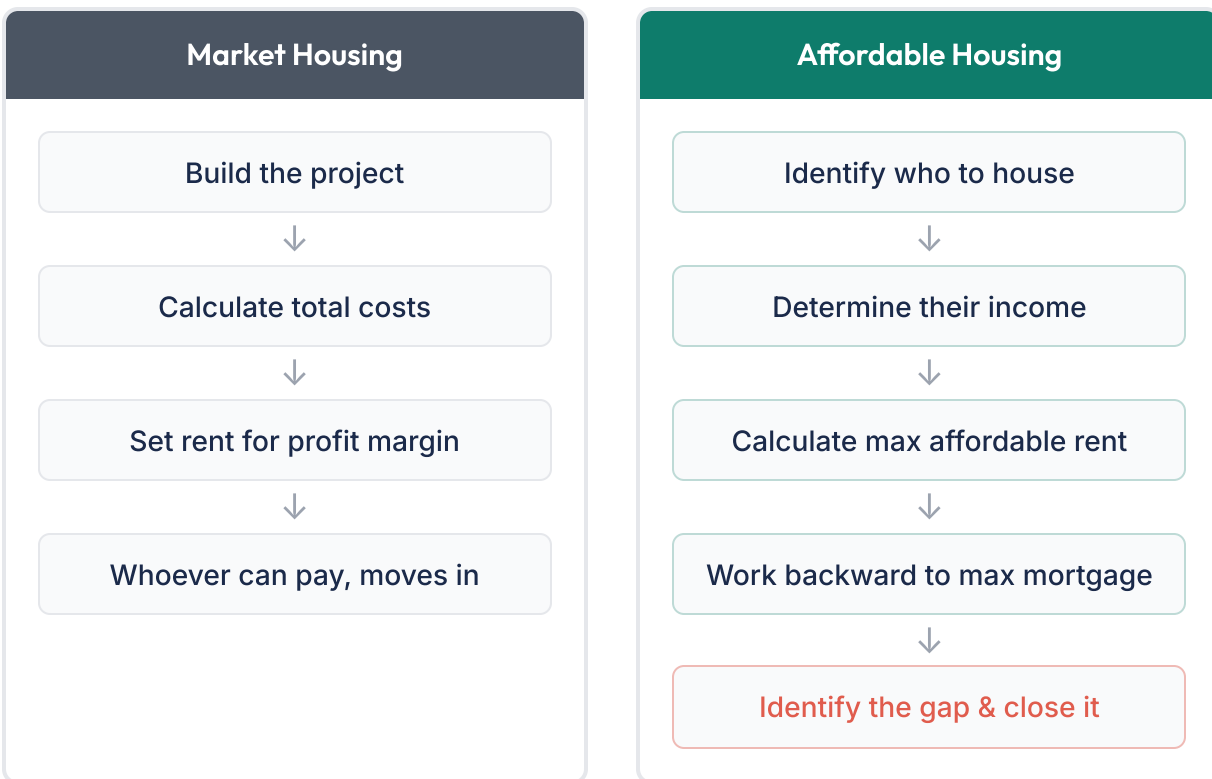 Market Housing
Build the project
Calculate total costs
Set rent for profit margin
Whoever can pay, moves in
Affordable Housing
Identify who to house
Determine their income
Calculate max affordable rent
Work backward to max mortgage
Identify the gap & close it